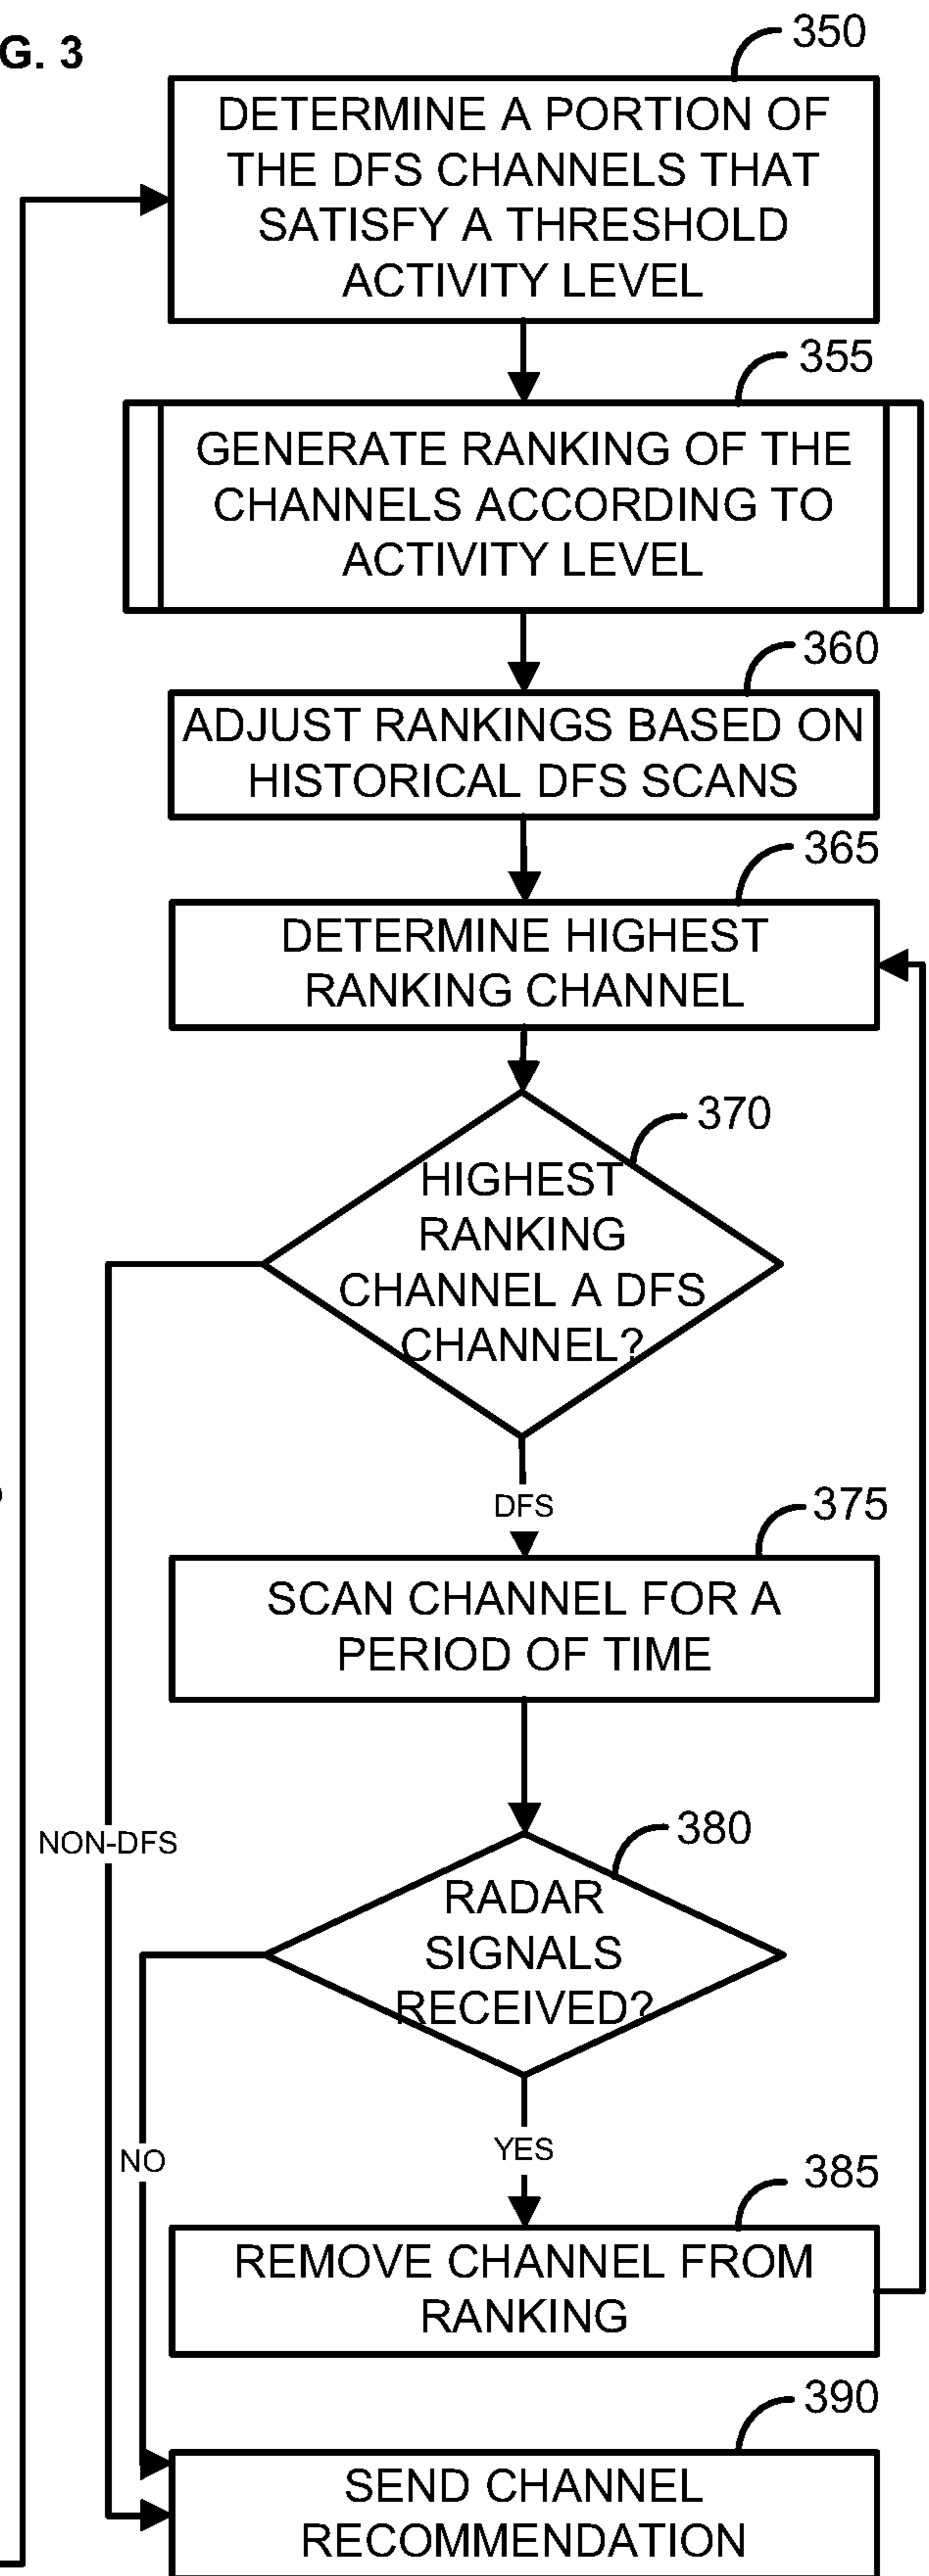 G. 3
350
DETERMINE A PORTION OF
THE DFS CHANNELS THAT
SATISFY A THRESHOLD
ACTIVITY LEVEL
355
GENERATE RANKING OF THE
CHANNELS ACCORDING TO
ACTIVITY LEVEL
360
ADJUST RANKINGS BASED ON
HISTORICAL DFS SCANS
365
DETERMINE HIGHEST
RANKING CHANNEL
370
HIGHEST
RANKING
CHANNEL A DFS
CHANNEL?
DFS
375
SCAN CHANNEL FOR A
PERIOD OF TIME
NON-DFS
380
RADAR
SIGNALS
RECEIVED?
NO
YES
385
REMOVE CHANNEL FROM
RANKING
390
SEND CHANNEL
RECOMMENDATION